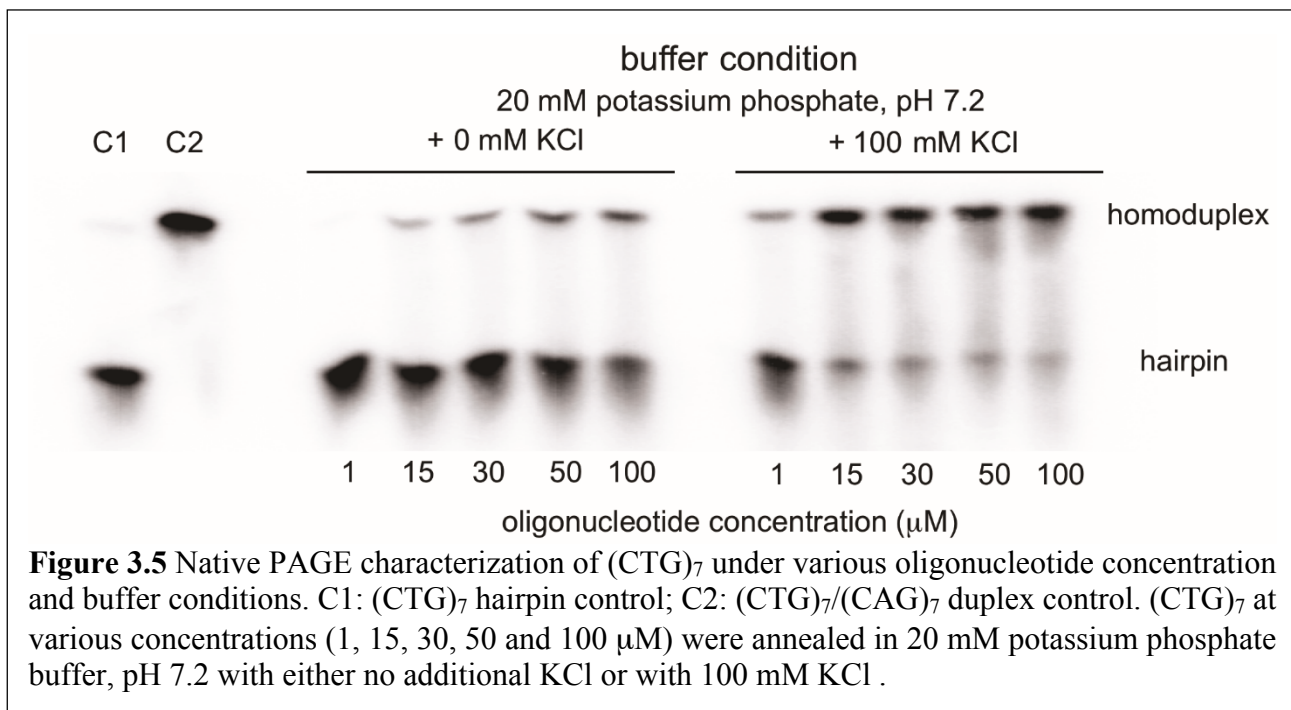 buffer condition
20 mM potassium phosphate, pH 7.2
C1 C2 + 0 mM KCl + 100 mM KCl
homoduplex
hairpin
1 15 30 50 100 1 15 30 50 100
oligonucleotide concentration (μM)
Figure 3.5 Native PAGE characterization of (CTG)₇ under various oligonucleotide concentration
and buffer conditions. C1: (CTG)₇ hairpin control; C2: (CTG)₇/(CAG)₇ duplex control. (CTG)₇ at
various concentrations (1, 15, 30, 50 and 100 μM) were annealed in 20 mM potassium phosphate
buffer, pH 7.2 with either no additional KCl or with 100 mM KCl .